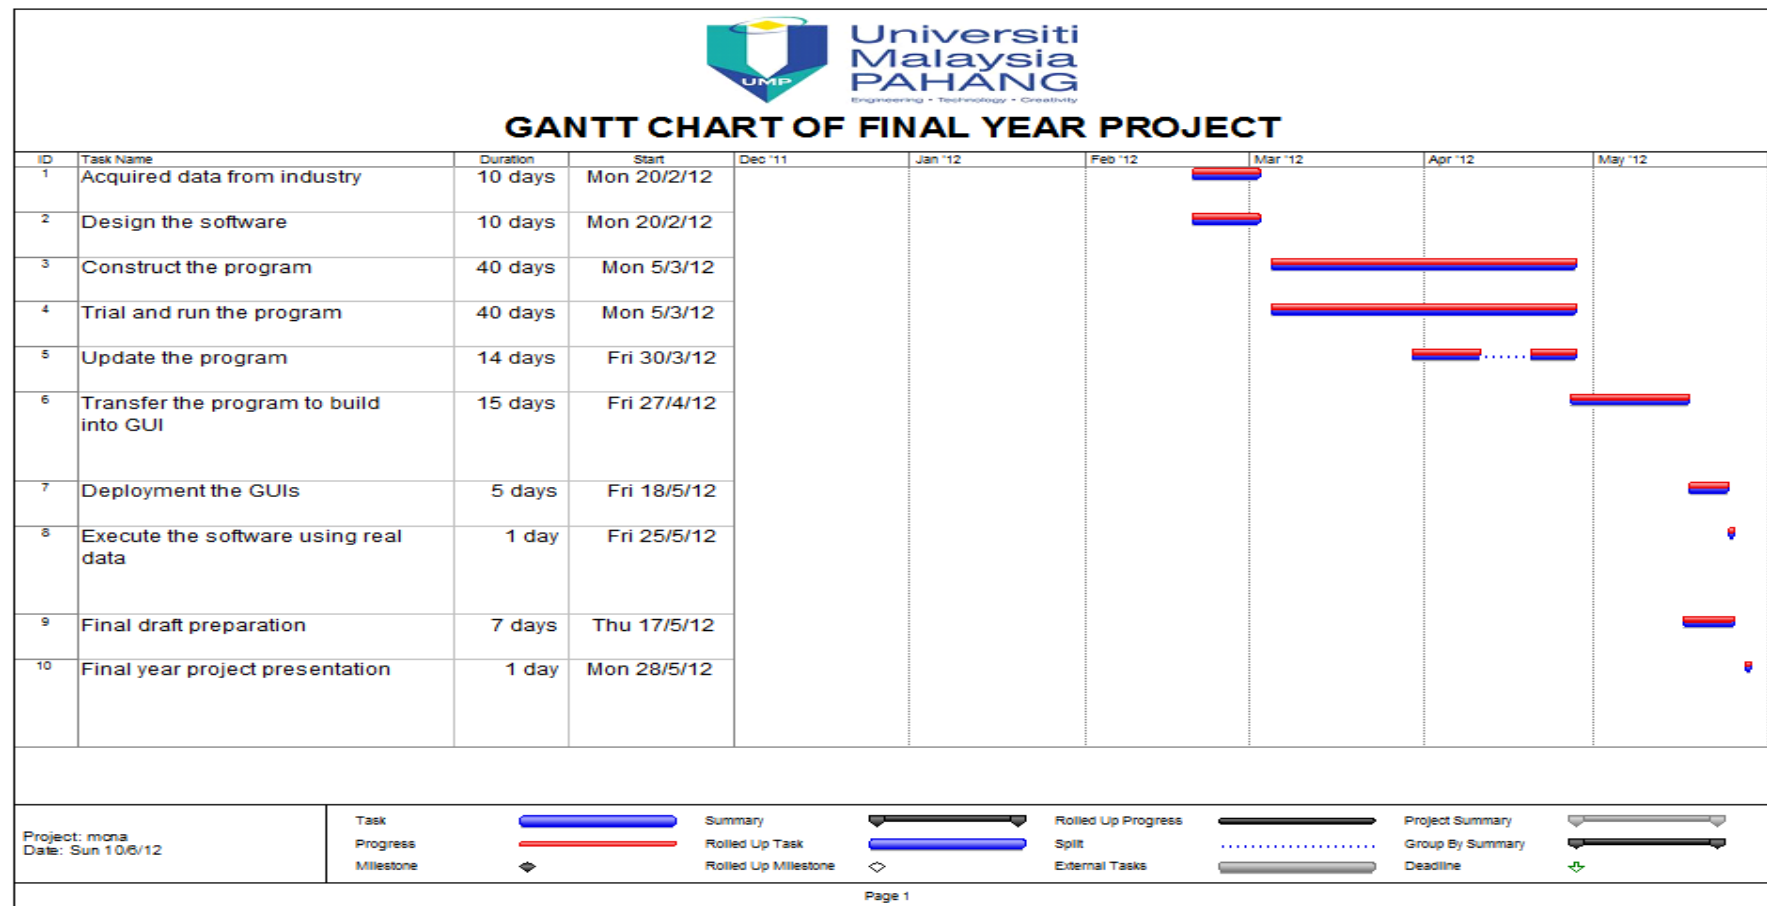 UMP
Universiti
Malaysia
PAHANG
Engineering • Technology • Creativity
GANTT CHART OF FINAL YEAR PROJECT
ID Task Name Duration Start Dec '11 Jan '12 Feb '12 Mar '12 Apr '12 May '12
1 Acquired data from industry 10 days Mon 20/2/12
2 Design the software 10 days Mon 20/2/12
3 Construct the program 40 days Mon 5/3/12
4 Trial and run the program 40 days Mon 5/3/12
5 Update the program 14 days Fri 30/3/12
6 Transfer the program to build 15 days Fri 27/4/12
into GUI
7 Deployment the GUIs 5 days Fri 18/5/12
8 Execute the software using real 1 day Fri 25/5/12
data
9 Final draft preparation 7 days Thu 17/5/12
10 Final year project presentation 1 day Mon 28/5/12
Project: mona
Date: Sun 10/6/12
Task Summary Rolled Up Progress Project Summary
Progress Rolled Up Task Split Group By Summary
Milestone Rolled Up Milestone External Tasks Deadline
Page 1